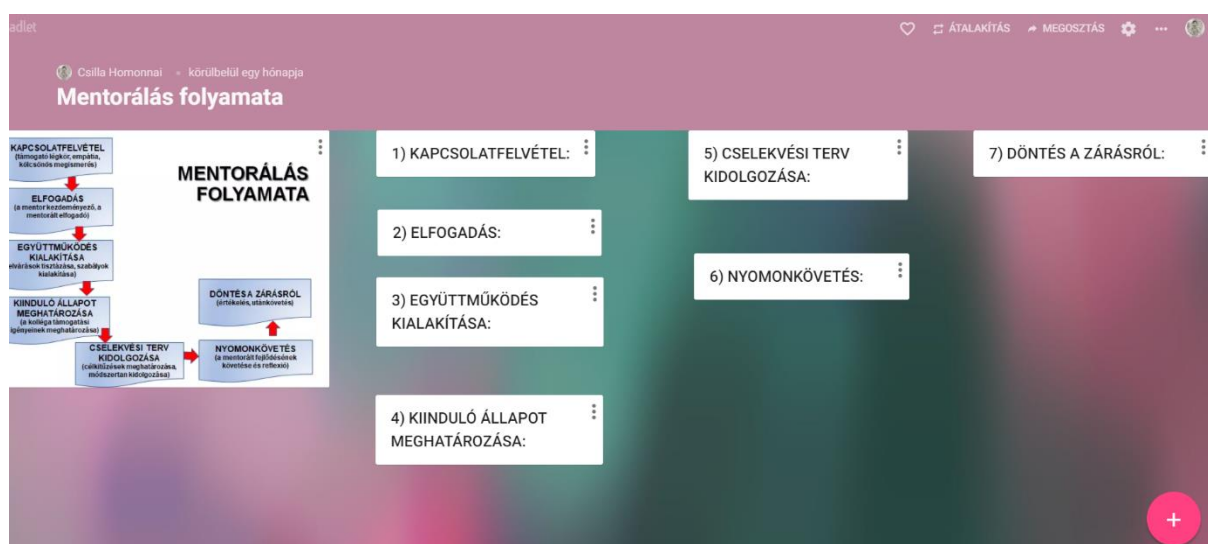 adlet
ÁTALAKÍTÁS
MEGOSZTÁS
Csilla Homonnai • körülbelül egy hónapja
Mentorálás folyamata
KAPCSOLATFELVÉTEL
(támogató légkör, empátia,
kölcsönös megismerés)
ELFOGADÁS
(a mentor kezdeményező, a
mentorált elfogadó)
EGYÜTTMŰKÖDÉS
KIALAKÍTÁSA
elvárások tisztázása, szabályok
kialakítása)
KIINDULÓ ÁLLAPOT
MEGHATÁROZÁSA
(a kolléga támogatási
igényeinek meghatározása)
CSELEKVÉSI TERV
KIDOLGOZÁSA
(célkitűzések meghatározása,
módszertan kidolgozása)
NYOMONKÖVETÉS
(a mentorált fejlődésének
követése és reflexió)
DÖNTÉS A ZÁRÁSRÓL
(értékelés, utánkövetés)
MENTORÁLÁS
FOLYAMATA
1) KAPCSOLATFELVÉTEL:
2) ELFOGADÁS:
3) EGYÜTTMŰKÖDÉS
KIALAKÍTÁSA:
4) KIINDULÓ ÁLLAPOT
MEGHATÁROZÁSA:
5) CSELEKVÉSI TERV
KIDOLGOZÁSA:
6) NYOMONKÖVETÉS:
7) DÖNTÉS A ZÁRÁSRÓL: